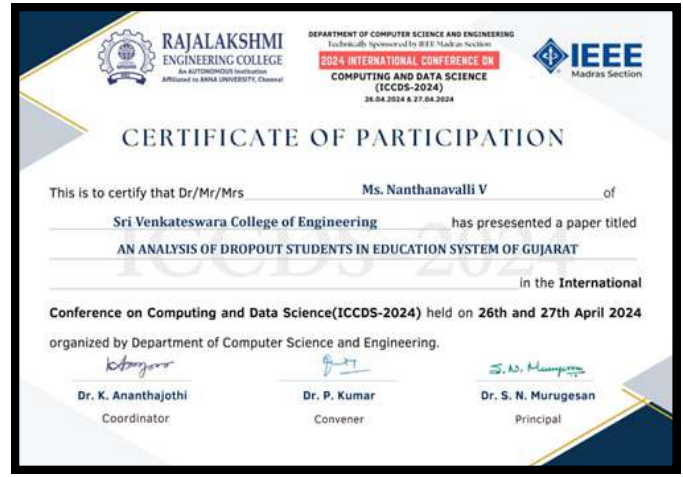 RAJALAKSHMI
ENGINEERING COLLEGE
An AUTONOMOUS Institution
Affiliated to ANNA UNIVERSITY, Chennai
DEPARTMENT OF COMPUTER SCIENCE AND ENGINEERING
Technically Sponsored by IEEE Madras Section
2024 INTERNATIONAL CONFERENCE ON
COMPUTING AND DATA SCIENCE
(ICCDS-2024)
26.04.2024 & 27.04.2024
IEEE
Madras Section
CERTIFICATE OF PARTICIPATION
This is to certify that Dr/Mr/Mrs Ms. Nanthanavalli V of
Sri Venkateswara College of Engineering has presesented a paper titled
AN ANALYSIS OF DROPOUT STUDENTS IN EDUCATION SYSTEM OF GUJARAT
ICCDS 2024
in the International
Conference on Computing and Data Science(ICCDS-2024) held on 26th and 27th April 2024
organized by Department of Computer Science and Engineering.
Dr. K. Ananthajothi Dr. P. Kumar Dr. S. N. Murugesan
Coordinator Convener Principal